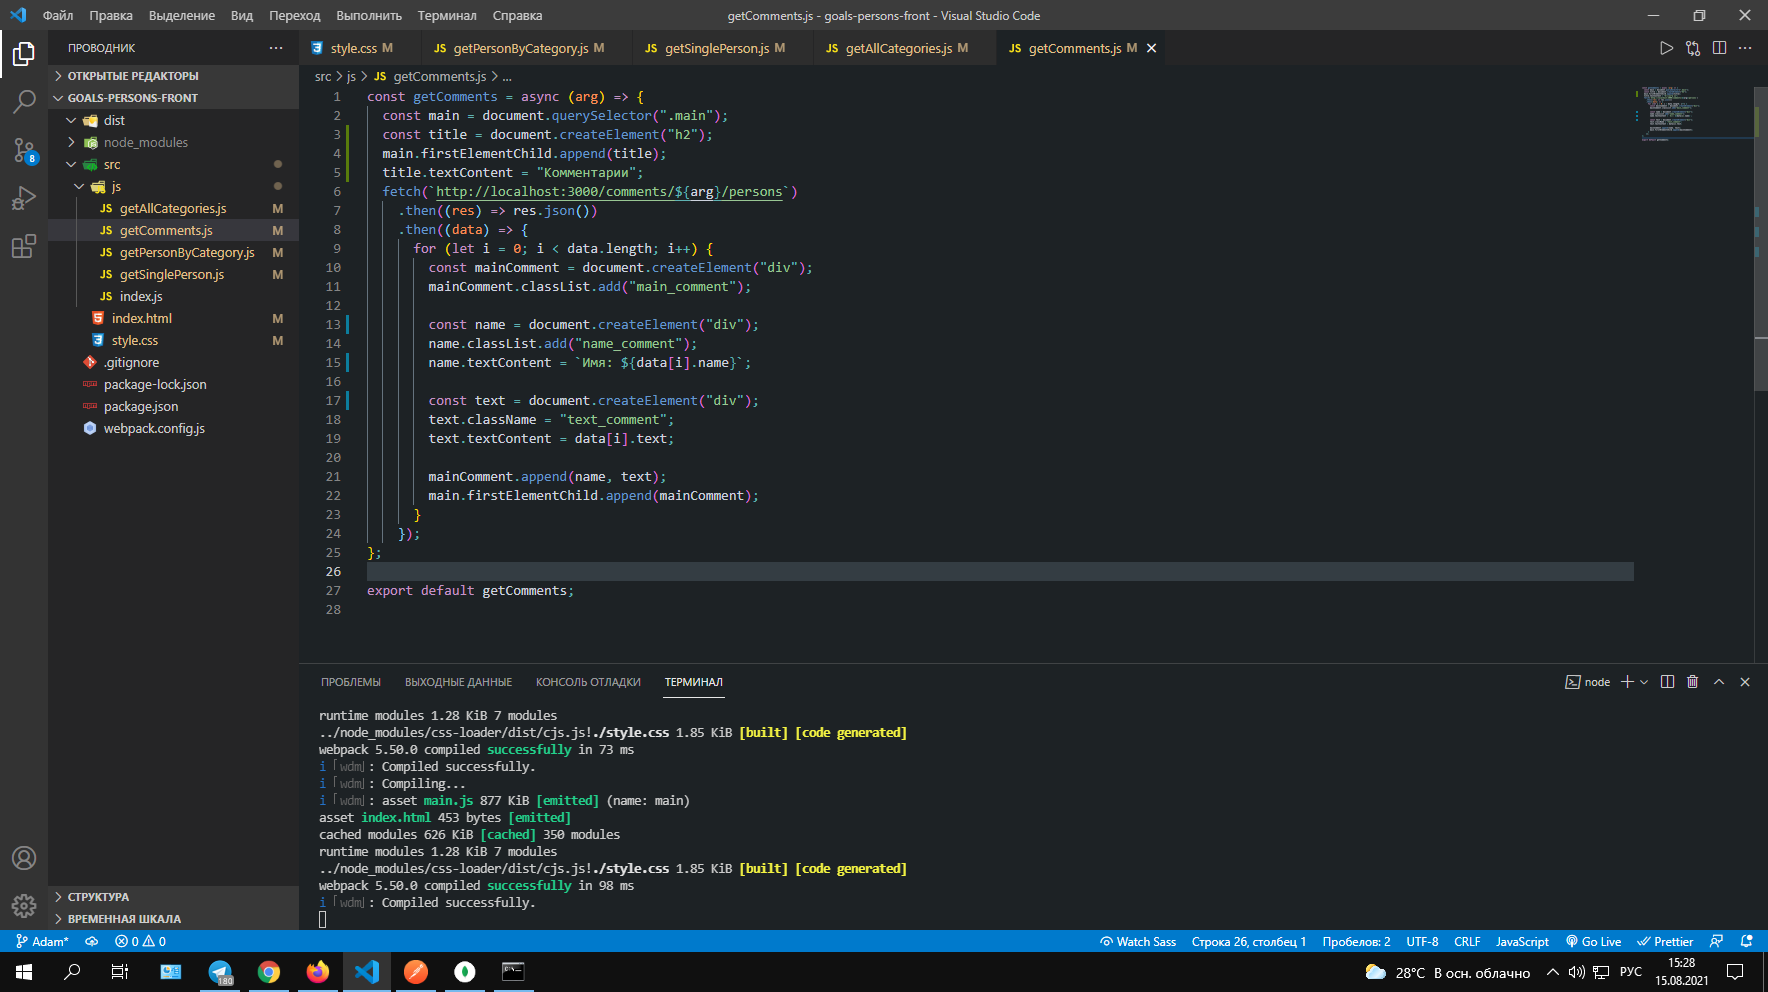 Файл Правка Выделение Вид Переход Выполнить Терминал Справка
getComments.js - goals-persons-front - Visual Studio Code
ПРОВОДНИК
ОТКРЫТЫЕ РЕДАКТОРЫ
GOALS-PERSONS-FRONT
dist
node_modules
src
js
JS getAllCategories.js M
JS getComments.js M
JS getPersonByCategory.js M
JS getSinglePerson.js M
JS index.js
index.html M
style.css M
.gitignore
package-lock.json
package.json
webpack.config.js
СТРУКТУРА
ВРЕМЕННАЯ ШКАЛА
8
style.css M JS getPersonByCategory.js M JS getSinglePerson.js M JS getAllCategories.js M JS getComments.js M
src > js > JS getComments.js > ...
1 const getComments = async (arg) => {
2 const main = document.querySelector(".main");
3 const title = document.createElement("h2");
4 main.firstElementChild.append(title);
5 title.textContent = "Комментарии";
6 fetch(`http://localhost:3000/comments/${arg}/persons`)
7 .then((res) => res.json())
8 .then((data) => {
9 for (let i = 0; i < data.length; i++) {
10 const mainComment = document.createElement("div");
11 mainComment.classList.add("main_comment");
12
13 const name = document.createElement("div");
14 name.classList.add("name_comment");
15 name.textContent = `Имя: ${data[i].name}`;
16
17 const text = document.createElement("div");
18 text.className = "text_comment";
19 text.textContent = data[i].text;
20
21 mainComment.append(name, text);
22 main.firstElementChild.append(mainComment);
23 }
24 });
25 };
26
27 export default getComments;
28
ПРОБЛЕМЫ ВЫХОДНЫЕ ДАННЫЕ КОНСОЛЬ ОТЛАДКИ ТЕРМИНАЛ
node
runtime modules 1.28 KiB 7 modules
../node_modules/css-loader/dist/cjs.js!./style.css 1.85 KiB [built] [code generated]
webpack 5.50.0 compiled successfully in 73 ms
i ｢wdm｣: Compiled successfully.
i ｢wdm｣: Compiling...
i ｢wdm｣: asset main.js 877 KiB [emitted] (name: main)
asset index.html 453 bytes [emitted]
cached modules 626 KiB [cached] 350 modules
runtime modules 1.28 KiB 7 modules
../node_modules/css-loader/dist/cjs.js!./style.css 1.85 KiB [built] [code generated]
webpack 5.50.0 compiled successfully in 98 ms
i ｢wdm｣: Compiled successfully.
Adam* 0 0 Watch Sass Строка 26, столбец 1 Пробелов: 2 UTF-8 CRLF JavaScript Go Live Prettier
180
28°C В осн. облачно РУС
15:28
15.08.2021